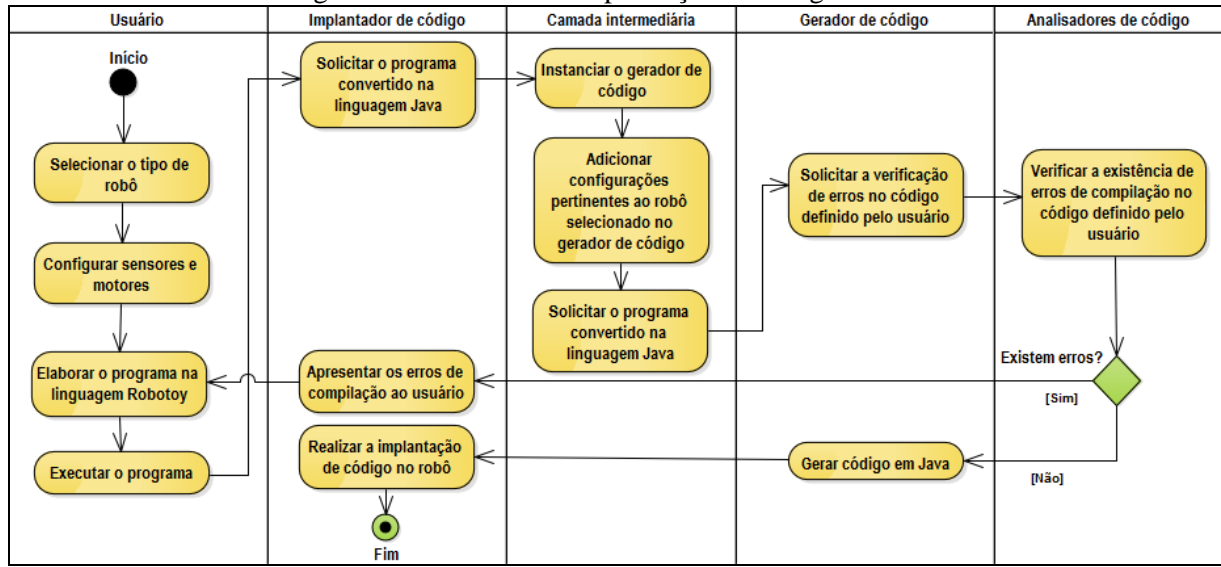 Usuário
Implantador de código
Camada intermediária
Gerador de código
Analisadores de código
Início
Selecionar o tipo de
robô
Configurar sensores e
motores
Elaborar o programa na
linguagem Robotoy
Executar o programa
Solicitar o programa
convertido na
linguagem Java
Apresentar os erros de
compilação ao usuário
Realizar a implantação
de código no robô
Fim
Instanciar o gerador de
código
Adicionar
configurações
pertinentes ao robô
selecionado no
gerador de código
Solicitar o programa
convertido na
linguagem Java
Solicitar a verificação
de erros no código
definido pelo usuário
Gerar código em Java
Verificar a existência de
erros de compilação no
código definido pelo
usuário
Existem erros?
[Sim]
[Não]